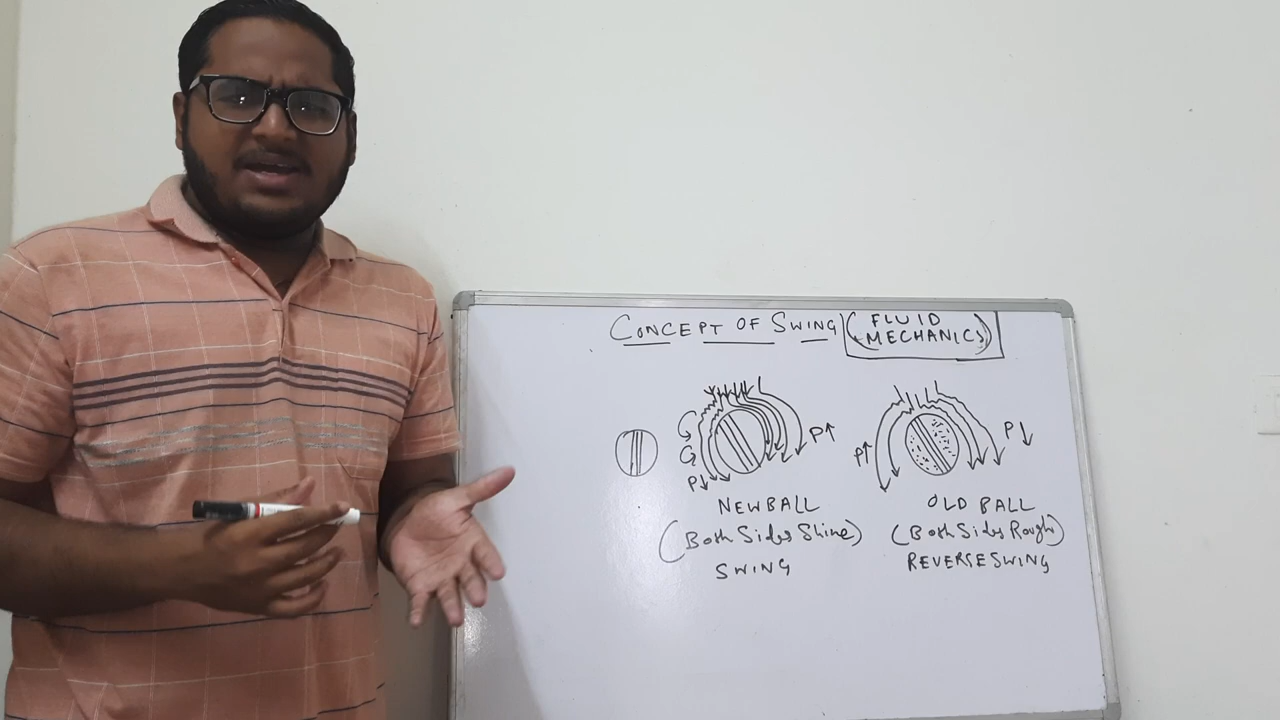 CONCEPT OF SWING (FLUID
MECHANICS)
P↑
P↓
NEW BALL
(Both Sides Shine)
SWING
P↑
P↓
OLD BALL
(Both Sides Rough)
REVERSE SWING